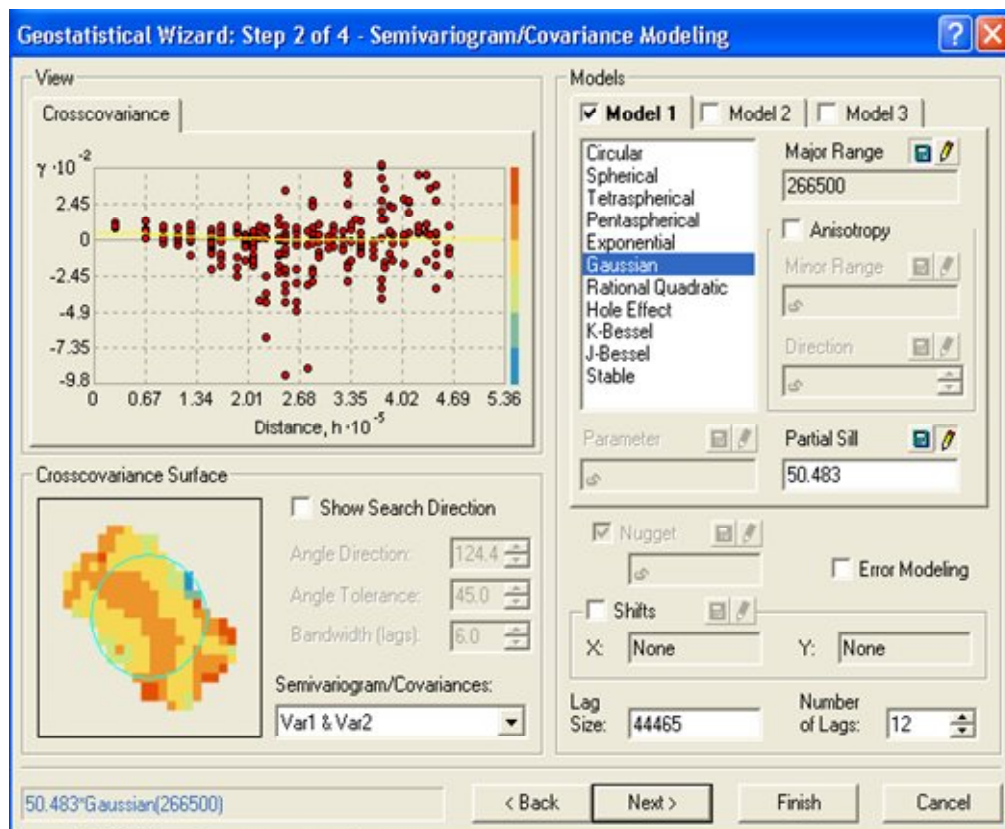 Geostatistical Wizard: Step 2 of 4 - Semivariogram/Covariance Modeling
View
Crosscovariance
γ ·10⁻²
2.45
0
-2.45
-4.9
-7.35
-9.8
0 0.67 1.34 2.01 2.68 3.35 4.02 4.69 5.36
Distance, h ·10⁻⁵
Crosscovariance Surface
Show Search Direction
Angle Direction: 124.4
Angle Tolerance: 45.0
Bandwidth (lags): 6.0
Semivariogram/Covariances:
Var1 & Var2
Models
Model 1 Model 2 Model 3
Circular
Spherical
Tetraspherical
Pentaspherical
Exponential
Gaussian
Rational Quadratic
Hole Effect
K-Bessel
J-Bessel
Stable
Major Range
266500
Anisotropy
Minor Range
Direction
Parameter
Partial Sill
50.483
Nugget
Error Modeling
Shifts
X: None Y: None
Lag Size: 44465
Number of Lags: 12
50.483*Gaussian(266500)
< Back Next > Finish Cancel